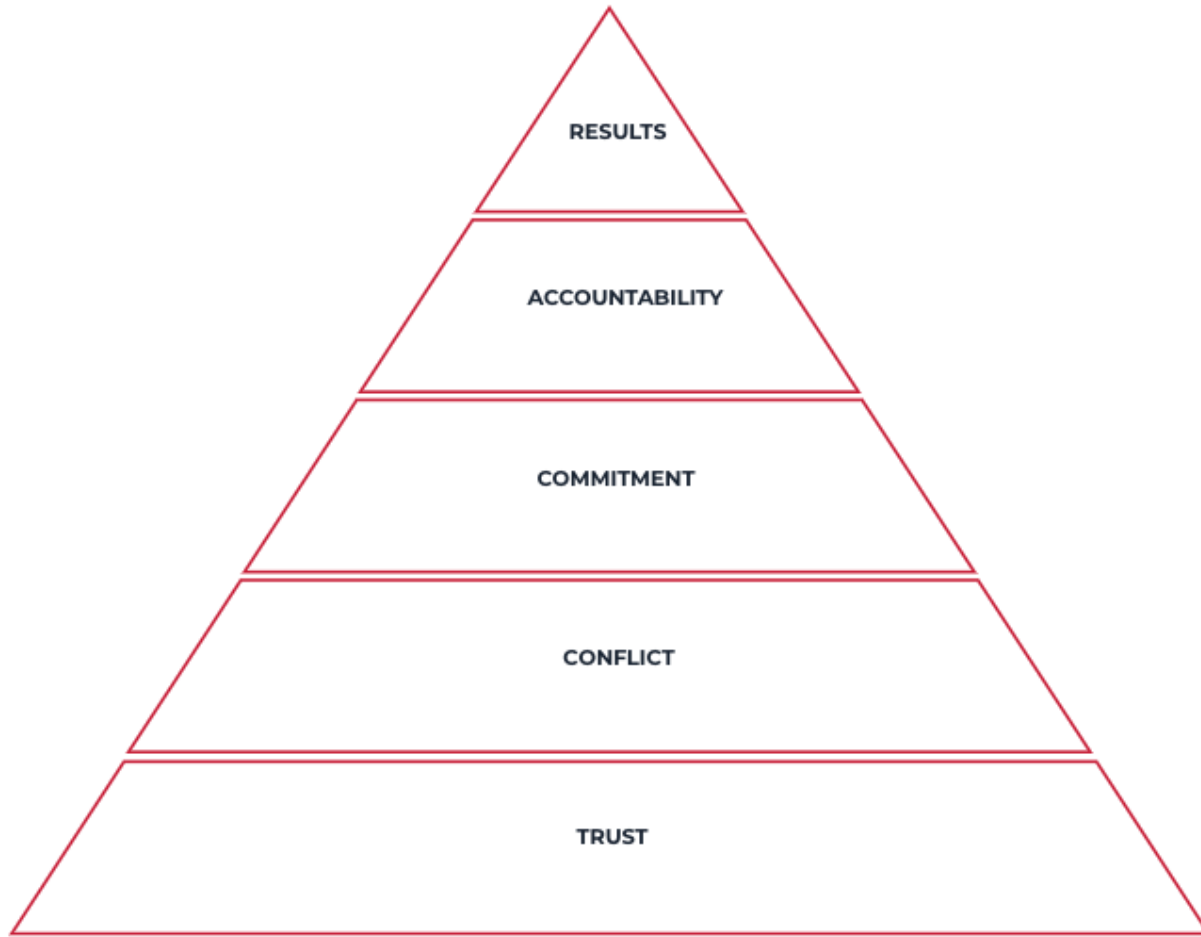 RESULTS
ACCOUNTABILITY
COMMITMENT
CONFLICT
TRUST